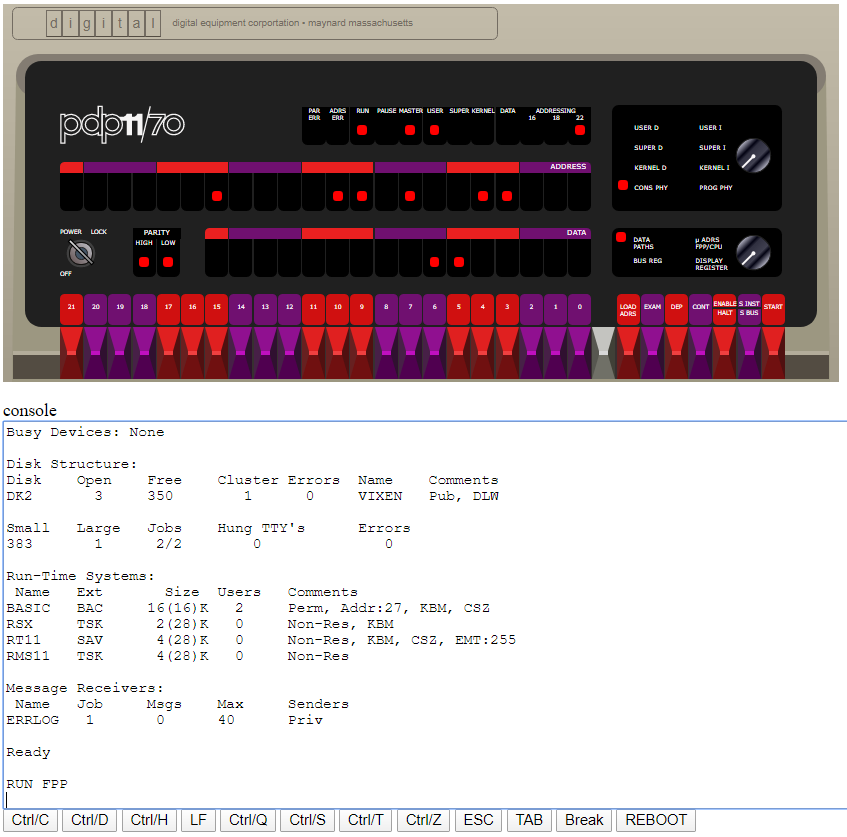 digital digital equipment corportation • maynard massachusetts
PAR ERR ADRS ERR RUN PAUSE MASTER USER SUPER KERNEL DATA ADDRESSING 16 18 22
pdp11/70
USER D USER I
SUPER D SUPER I
KERNEL D KERNEL I
CONS PHY PROG PHY
ADDRESS
POWER LOCK
OFF
PARITY
HIGH LOW
DATA
DATA PATHS µ ADRS FPP/CPU
BUS REG DISPLAY REGISTER
21 20 19 18 17 16 15 14 13 12 11 10 9 8 7 6 5 4 3 2 1 0 LOAD ADRS EXAM DEP CONT ENABLE HALT S INST S BUS START
console
Busy Devices: None
Disk Structure:
Disk Open Free Cluster Errors Name Comments
DK2 3 350 1 0 VIXEN Pub, DLW
Small Large Jobs Hung TTY's Errors
383 1 2/2 0 0
Run-Time Systems:
Name Ext Size Users Comments
BASIC BAC 16(16)K 2 Perm, Addr:27, KBM, CSZ
RSX TSK 2(28)K 0 Non-Res, KBM
RT11 SAV 4(28)K 0 Non-Res, KBM, CSZ, EMT:255
RMS11 TSK 4(28)K 0 Non-Res
Message Receivers:
Name Job Msgs Max Senders
ERRLOG 1 0 40 Priv
Ready
RUN FPP
Ctrl/C Ctrl/D Ctrl/H LF Ctrl/Q Ctrl/S Ctrl/T Ctrl/Z ESC TAB Break REBOOT